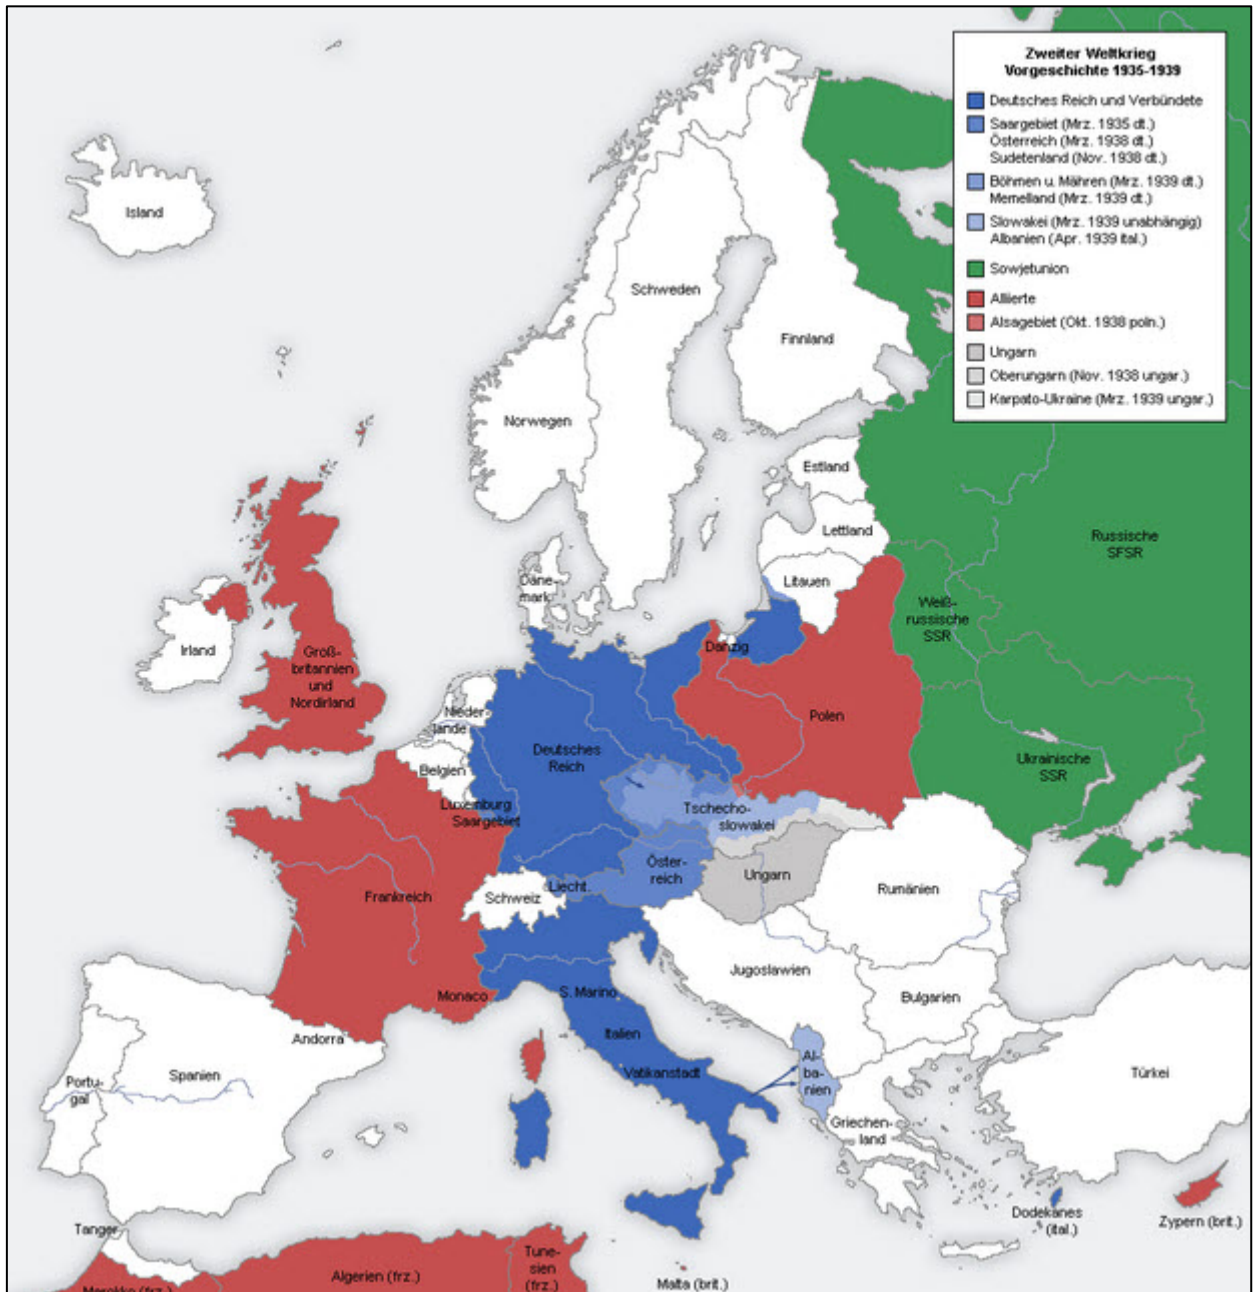 Zweiter Weltkrieg
Vorgeschichte 1935-1939
Deutsches Reich und Verbündete
Saargebiet (Mrz. 1935 dt.)
Österreich (Mrz. 1938 dt.)
Sudetenland (Nov. 1938 dt.)
Böhmen u. Mähren (Mrz. 1939 dt.)
Memelland (Mrz. 1939 dt.)
Slowakei (Mrz. 1939 unabhängig)
Albanien (Apr. 1939 ital.)
Sowjetunion
Alliierte
Alsagebiet (Okt. 1938 poln.)
Ungarn
Oberungarn (Nov. 1938 ungar.)
Karpato-Ukraine (Mrz. 1939 ungar.)
Island
Schweden
Finnland
Norwegen
Estland
Lettland
Litauen
Däne-
mark
Russische
SFSR
Weiß-
russische
SSR
Irland
Groß-
britannien
und
Nordirland
Danzig
Polen
Nieder-
lande
Belgien
Luxemburg
Saargebiet
Deutsches
Reich
Tschecho-
slowakei
Ukrainische
SSR
Öster-
reich
Liecht.
Schweiz
Ungarn
Rumänien
Frankreich
Jugoslawien
Bulgarien
Monaco
S. Marino
Italien
Andorra
Vatikanstadt
Al-
ba-
nien
Spanien
Portu-
gal
Türkei
Griechen-
land
Dodekanes
(ital.)
Zypern (brit.)
Tanger
Marokko (frz.)
Algerien (frz.)
Tune-
sien
(frz.)
Malta (brit.)